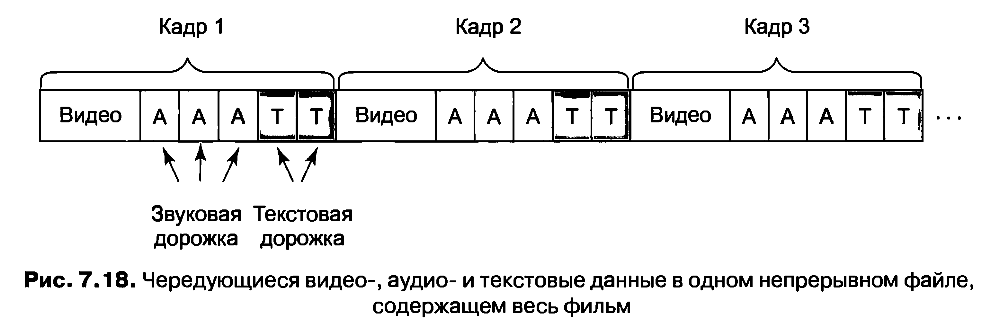 Кадр 1 Кадр 2 Кадр 3
Видео А А А Т Т Видео А А А Т Т Видео А А А Т Т ...
Звуковая Текстовая
дорожка дорожка
Рис. 7.18. Чередующиеся видео-, аудио- и текстовые данные в одном непрерывном файле,
содержащем весь фильм